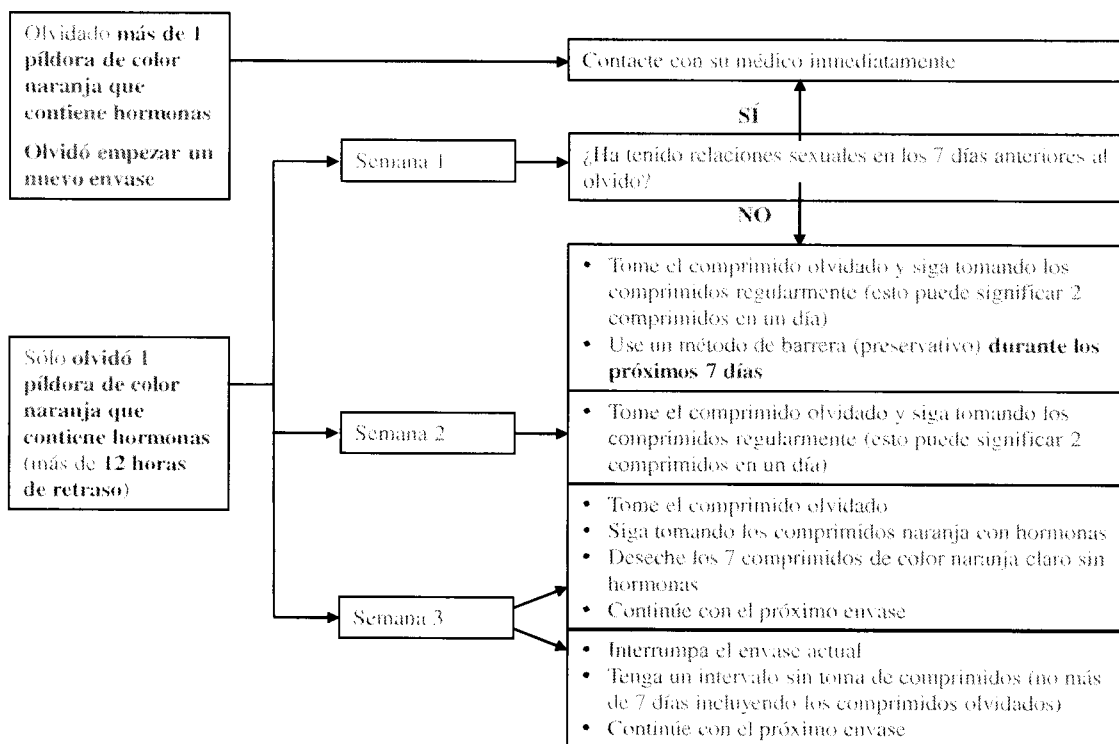 Olvidado más de 1
píldora de color
naranja que
contiene hormonas
Olvidó empezar un
nuevo envase
Contacte con su médico inmediatamente
SÍ
Semana 1
¿Ha tenido relaciones sexuales en los 7 días anteriores al
olvido?
NO
• Tome el comprimido olvidado y siga tomando los
comprimidos regularmente (esto puede significar 2
comprimidos en un día)
• Use un método de barrera (preservativo) durante los
próximos 7 días
Sólo olvidó 1
píldora de color
naranja que
contiene hormonas
(más de 12 horas
de retraso)
Semana 2
• Tome el comprimido olvidado y siga tomando los
comprimidos regularmente (esto puede significar 2
comprimidos en un día)
• Tome el comprimido olvidado
• Siga tomando los comprimidos naranja con hormonas
• Deseche los 7 comprimidos de color naranja claro sin
hormonas
• Continúe con el próximo envase
Semana 3
• Interrumpa el envase actual
• Tenga un intervalo sin toma de comprimidos (no más
de 7 días incluyendo los comprimidos olvidados)
• Continúe con el próximo envase